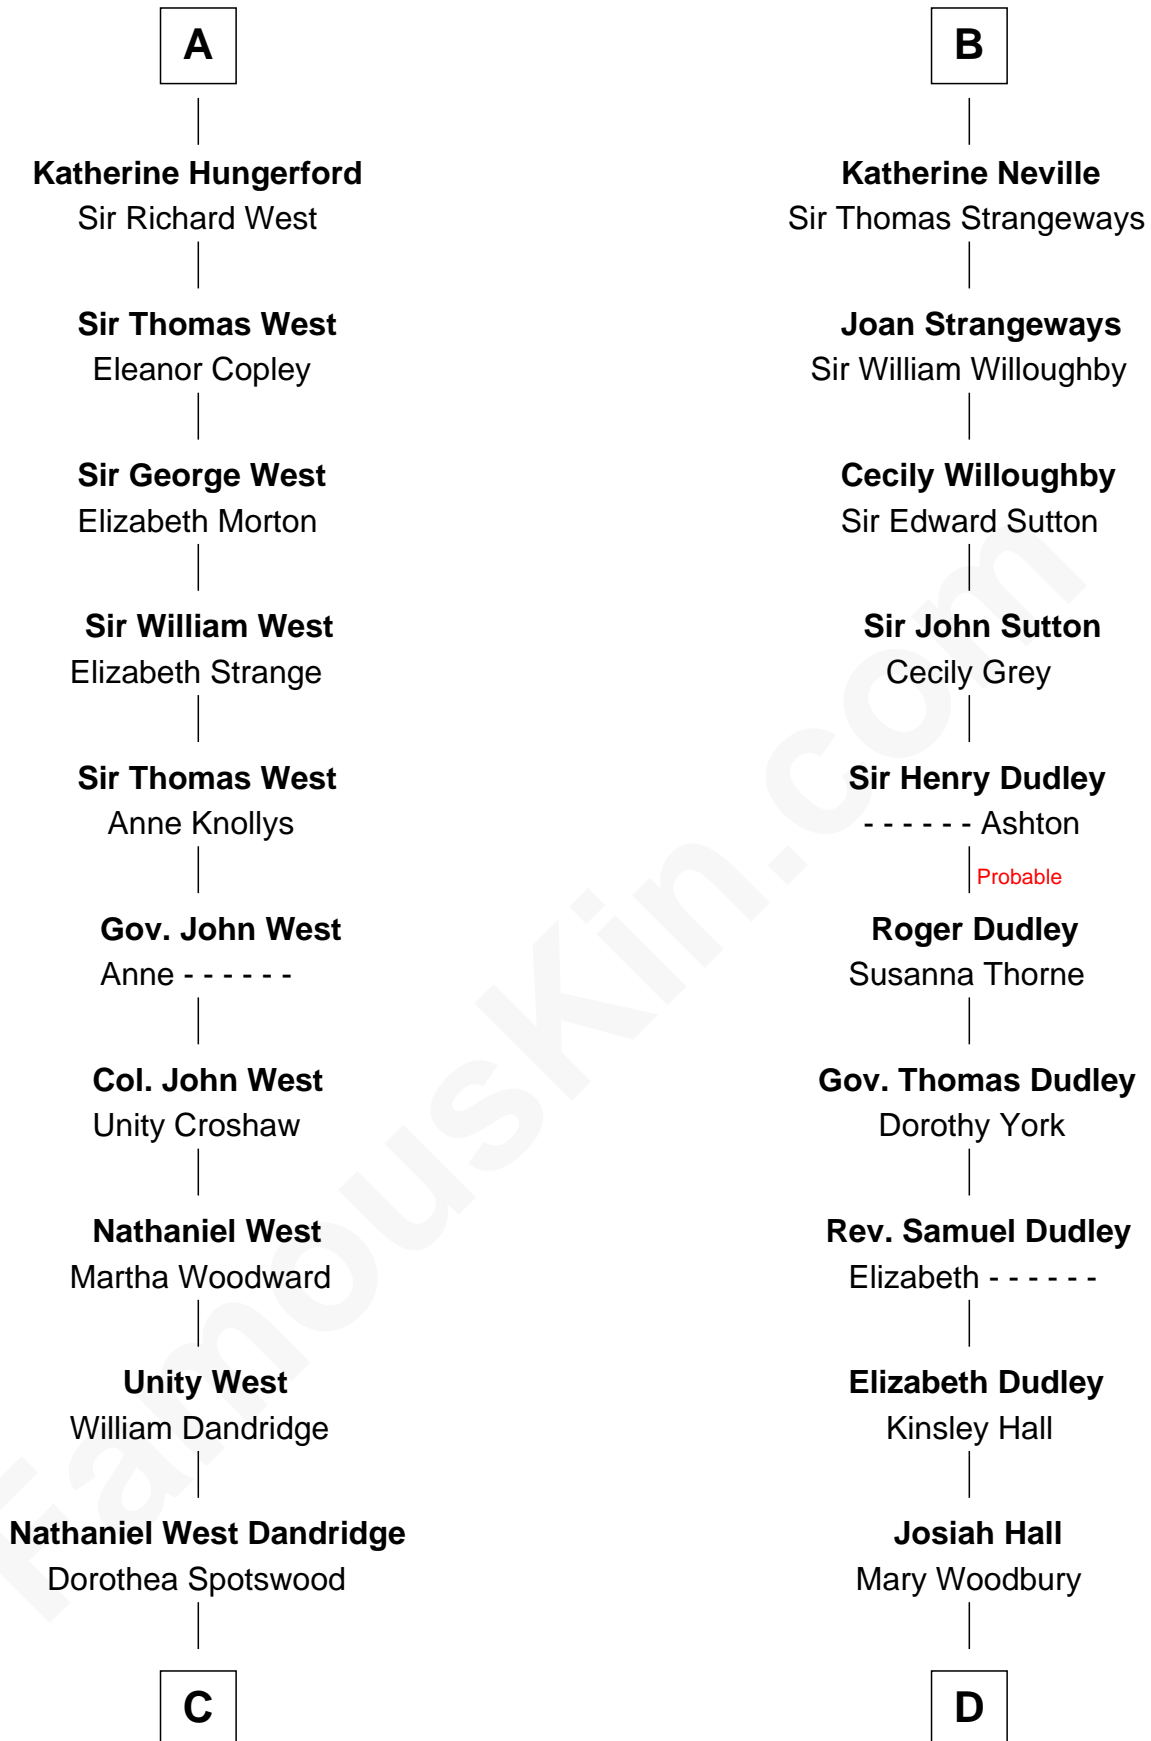 A
Katherine Hungerford
Sir Richard West
Sir Thomas West
Eleanor Copley
Sir George West
Elizabeth Morton
Sir William West
Elizabeth Strange
Sir Thomas West
Anne Knollys
Gov. John West
Anne - - - - - -
Col. John West
Unity Croshaw
Nathaniel West
Martha Woodward
Unity West
William Dandridge
Nathaniel West Dandridge
Dorothea Spotswood
C
B
Katherine Neville
Sir Thomas Strangeways
Joan Strangeways
Sir William Willoughby
Cecily Willoughby
Sir Edward Sutton
Sir John Sutton
Cecily Grey
Sir Henry Dudley
- - - - - - Ashton
Probable
Roger Dudley
Susanna Thorne
Gov. Thomas Dudley
Dorothy York
Rev. Samuel Dudley
Elizabeth - - - - - -
Elizabeth Dudley
Kinsley Hall
Josiah Hall
Mary Woodbury
D
FamousKin.com